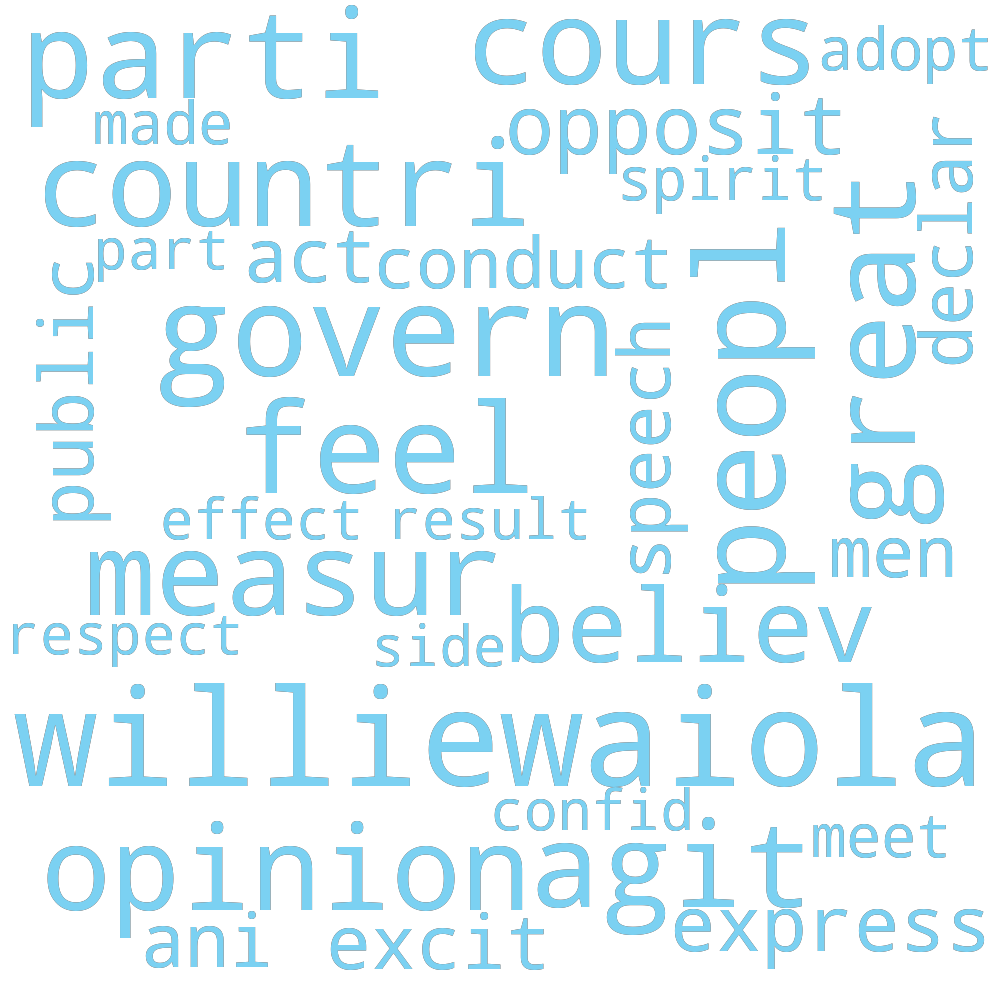 parti cours adopt
made opposit
countri spirit declar
part act conduct great
public govern peopl
speech
feel
effect result
measur men
respect side believ
williewaiola
confid
opinion agit meet
ani excit express